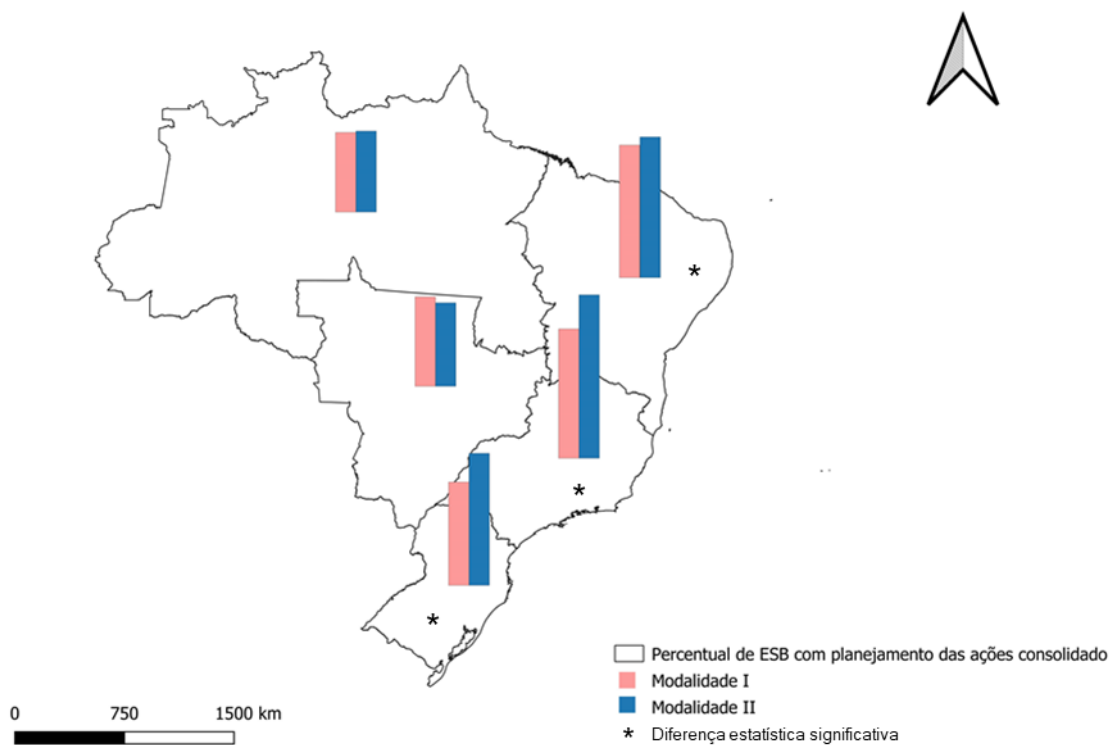 *
*
*
Percentual de ESB com planejamento das ações consolidado
Modalidade I
Modalidade II
* Diferença estatística significativa
0 750 1500 km